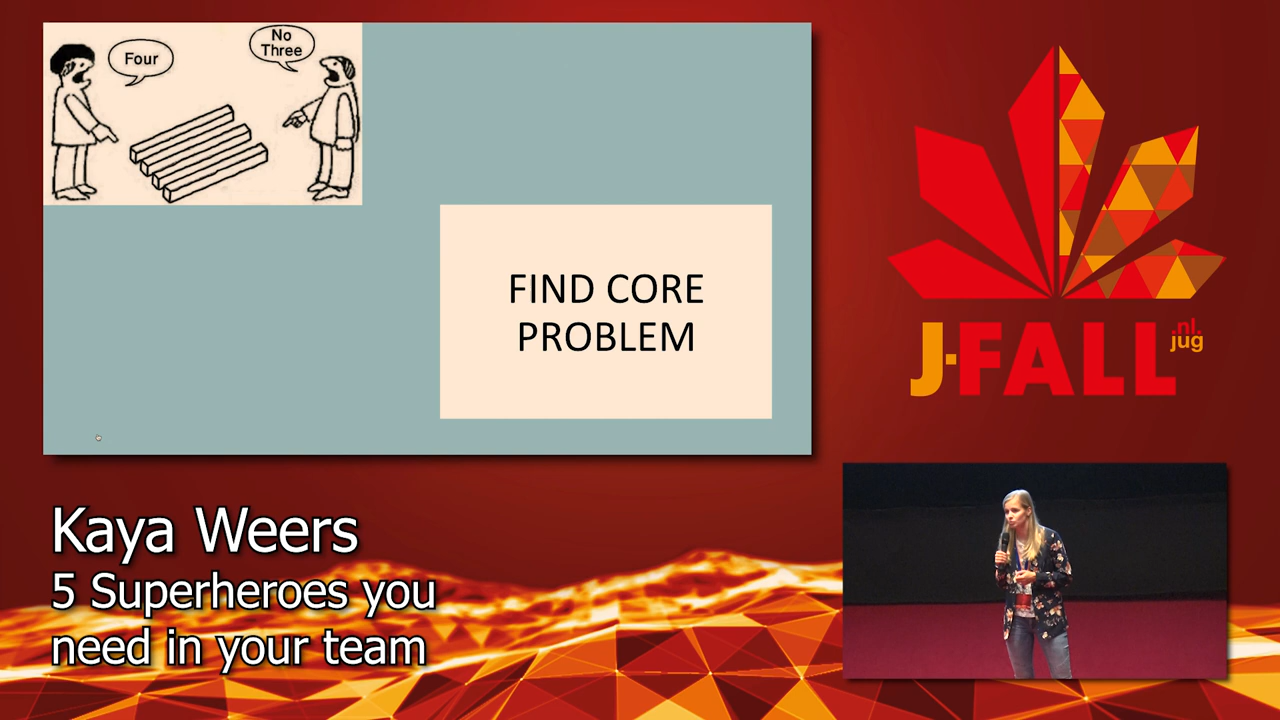 Four
No
Three
FIND CORE
PROBLEM
J-FALL
.nl.
jug
Kaya Weers
5 Superheroes you
need in your team